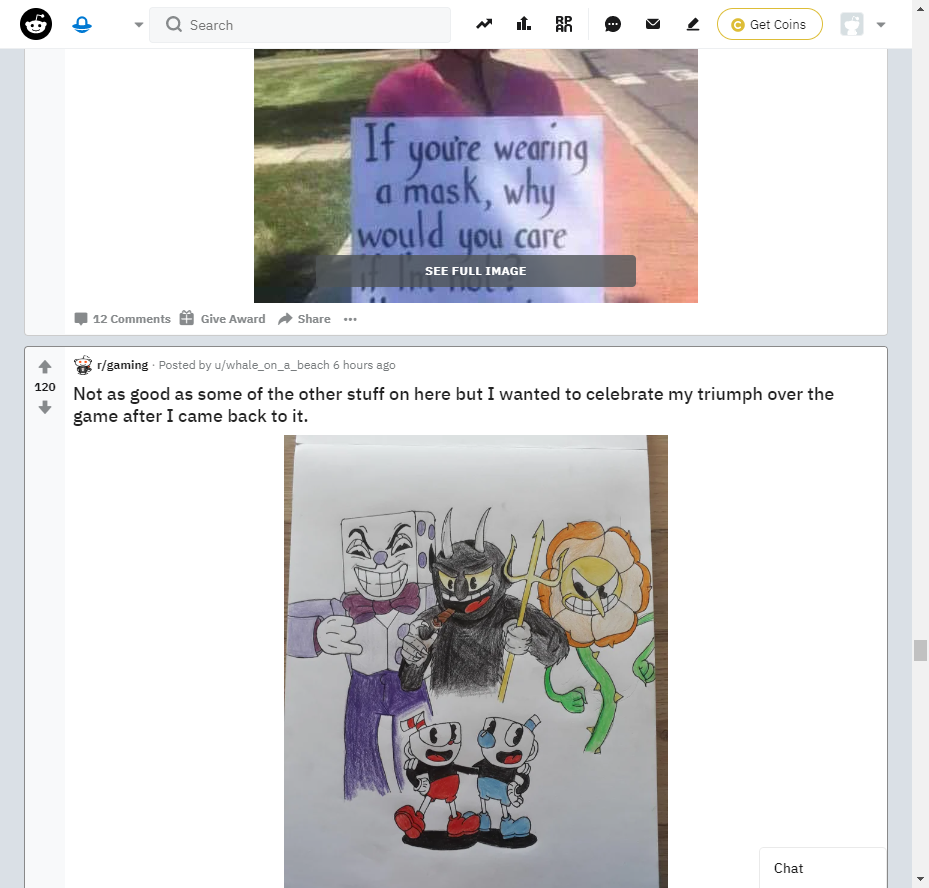 Search
Get Coins
If you're wearing
a mask, why
would you care
if I'm not?
SEE FULL IMAGE
12 Comments
Give Award
Share
r/gaming · Posted by u/whale_on_a_beach 6 hours ago
120
Not as good as some of the other stuff on here but I wanted to celebrate my triumph over the
game after I came back to it.
Chat